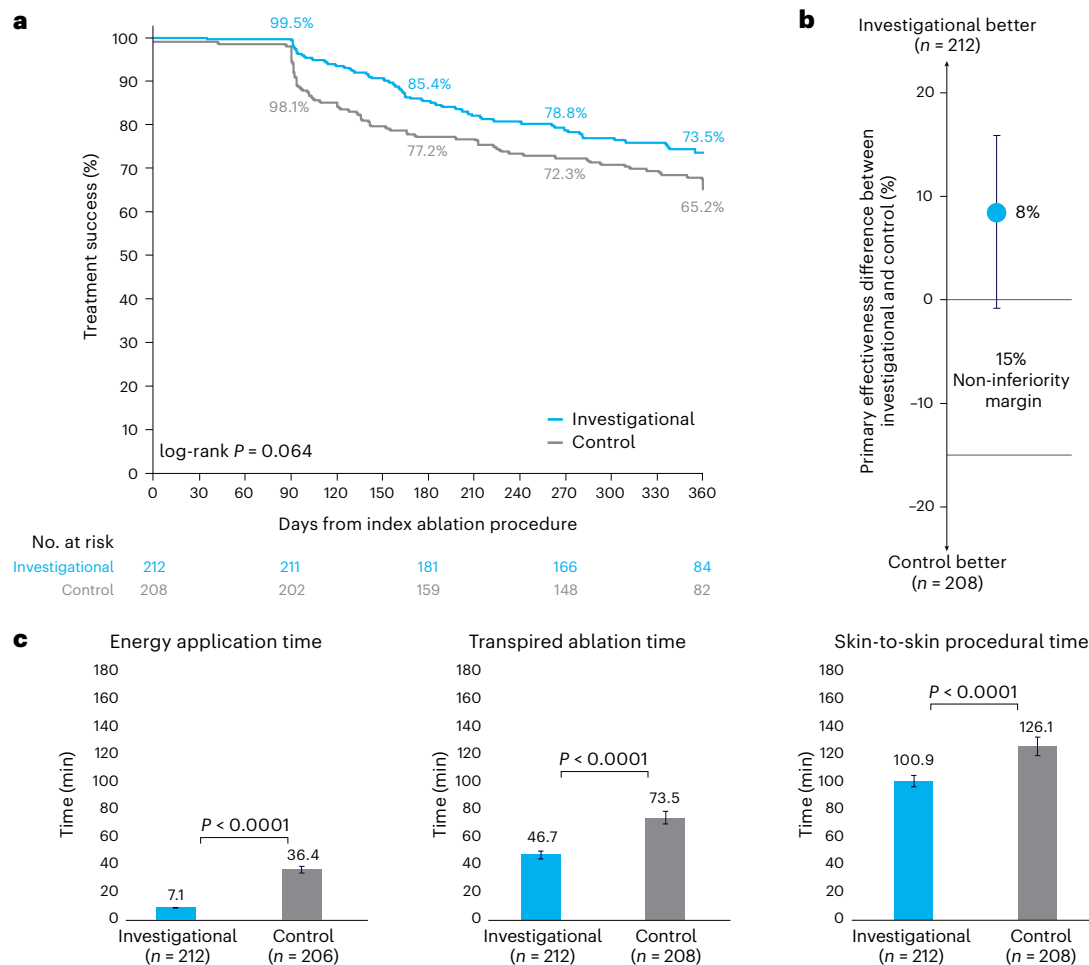 a
Treatment success (%)
100
90
80
70
60
50
40
30
20
10
0
99.5%
85.4%
78.8%
73.5%
98.1%
77.2%
72.3%
65.2%
Investigational
Control
log-rank P = 0.064
0 30 60 90 120 150 180 210 240 270 300 330 360
Days from index ablation procedure
No. at risk
Investigational 212 211 181 166 84
Control 208 202 159 148 82
b
Investigational better
(n = 212)
Primary effectiveness difference between
investigational and control (%)
20
10
0
−10
−20
8%
15%
Non-inferiority
margin
Control better
(n = 208)
c
Energy application time
Time (min)
180
160
140
120
100
80
60
40
20
0
P < 0.0001
7.1
36.4
Investigational
(n = 212)
Control
(n = 206)
Transpired ablation time
Time (min)
180
160
140
120
100
80
60
40
20
0
P < 0.0001
46.7
73.5
Investigational
(n = 212)
Control
(n = 208)
Skin-to-skin procedural time
Time (min)
180
160
140
120
100
80
60
40
20
0
P < 0.0001
100.9
126.1
Investigational
(n = 212)
Control
(n = 208)